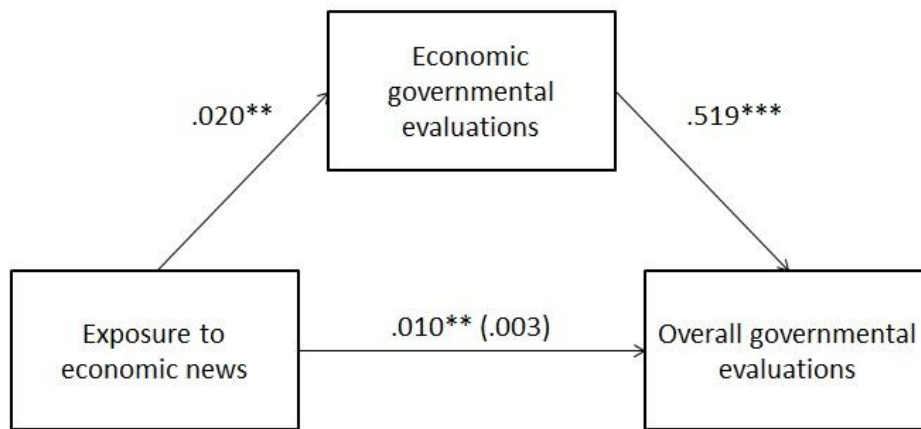 Economic
governmental
evaluations
.020**
.519***
Exposure to
economic news
.010** (.003)
Overall governmental
evaluations